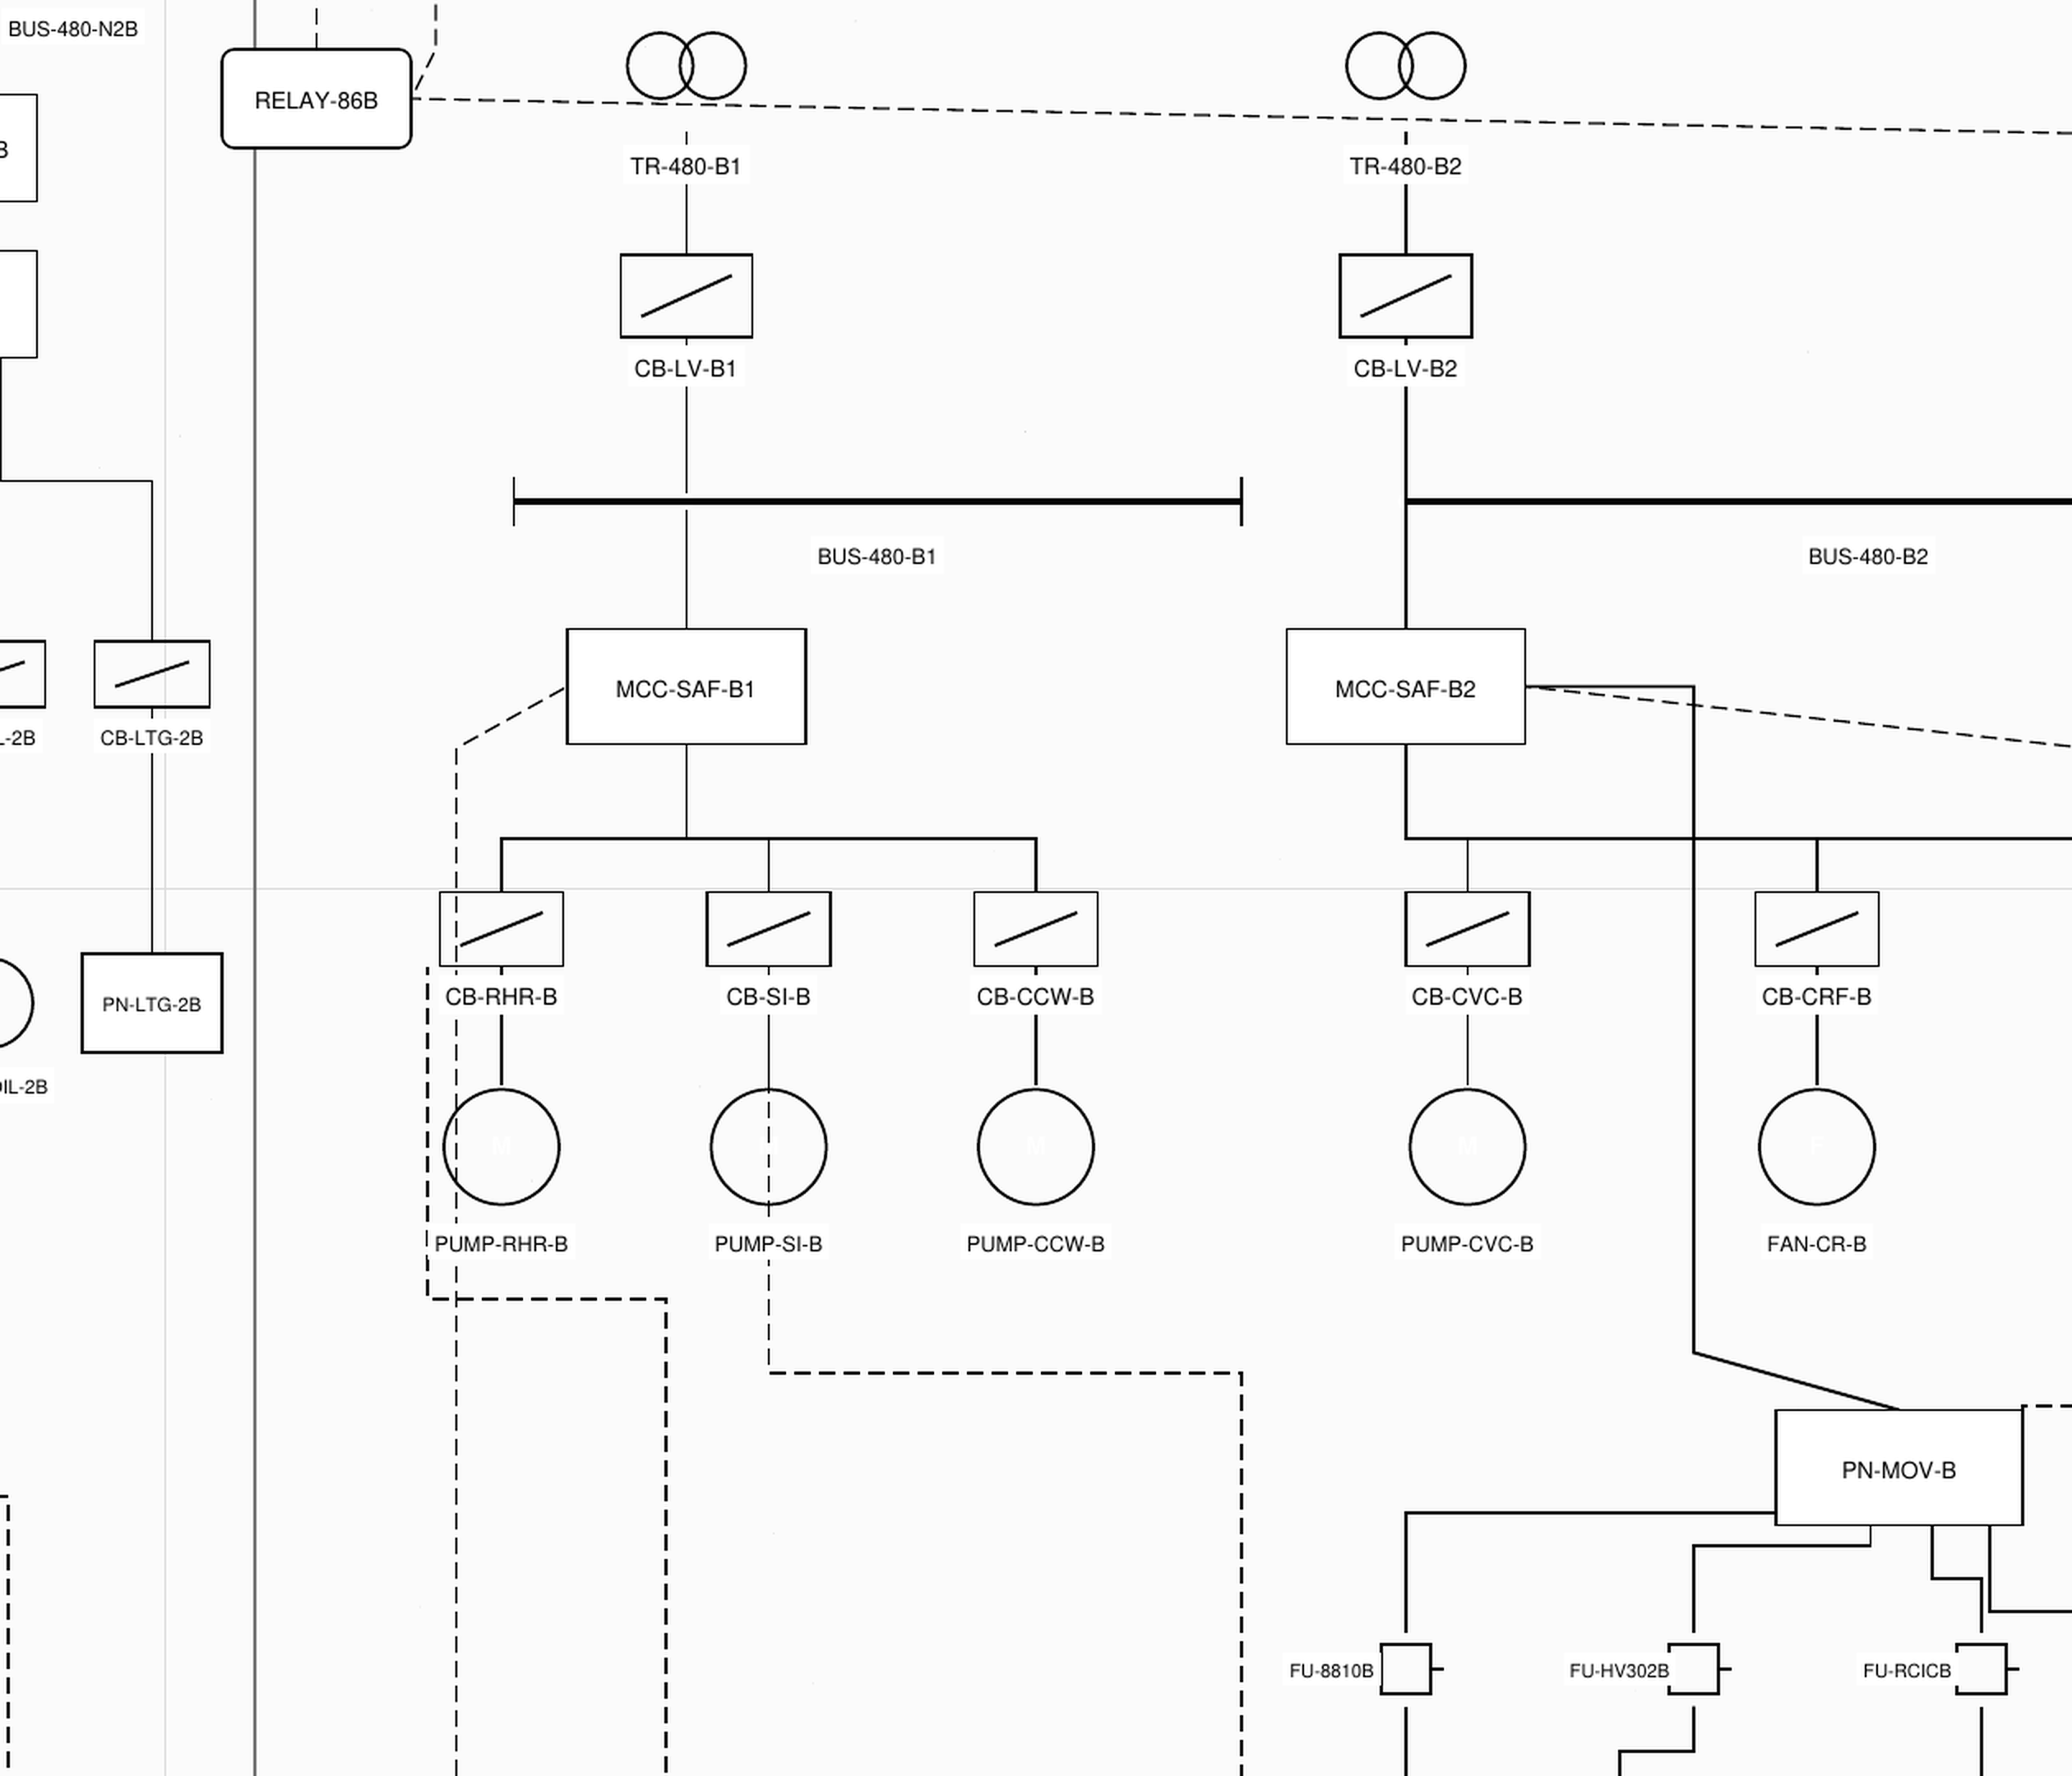 BUS-480-N2B
RELAY-86B
TR-480-B1
TR-480-B2
CB-LV-B1
CB-LV-B2
BUS-480-B1
BUS-480-B2
MCC-SAF-B1
MCC-SAF-B2
L-2B
CB-LTG-2B
CB-RHR-B
CB-SI-B
CB-CCW-B
CB-CVC-B
CB-CRF-B
PN-LTG-2B
OIL-2B
M
M
M
PUMP-RHR-B
PUMP-SI-B
PUMP-CCW-B
PUMP-CVC-B
FAN-CR-B
PN-MOV-B
FU-8810B
FU-HV302B
FU-RCICB